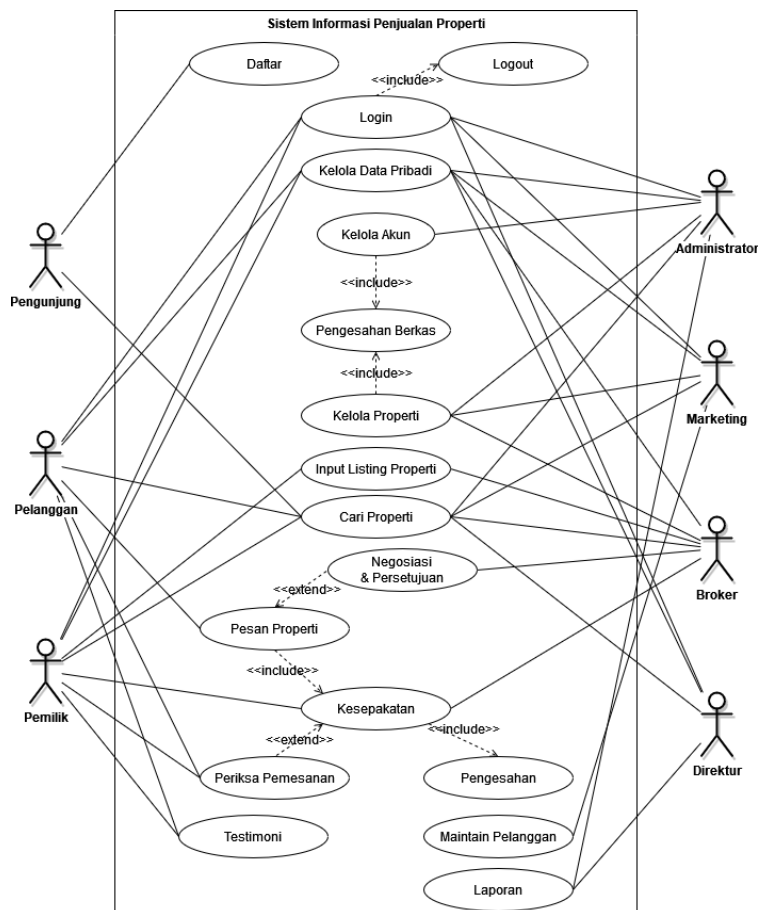 Sistem Informasi Penjualan Properti
Daftar
<<include>>
Logout
Login
Kelola Data Pribadi
Kelola Akun
<<include>>
Pengesahan Berkas
<<include>>
Kelola Properti
Input Listing Properti
Cari Properti
Negosiasi
& Persetujuan
<<extend>>
Pesan Properti
<<include>>
Kesepakatan
<<include>>
<<extend>>
Periksa Pemesanan
Pengesahan
Testimoni
Maintain Pelanggan
Laporan
Pengunjung
Pelanggan
Pemilik
Administrator
Marketing
Broker
Direktur